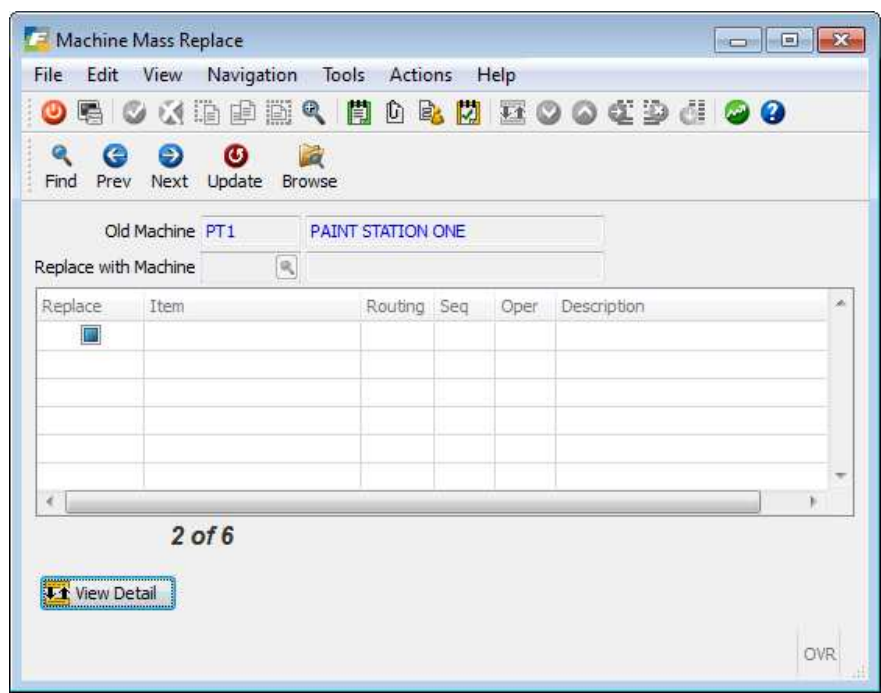 Machine Mass Replace
File Edit View Navigation Tools Actions Help
Find Prev Next Update Browse
Old Machine PT1 PAINT STATION ONE
Replace with Machine
Replace Item Routing Seq Oper Description
2 of 6
View Detail
OVR